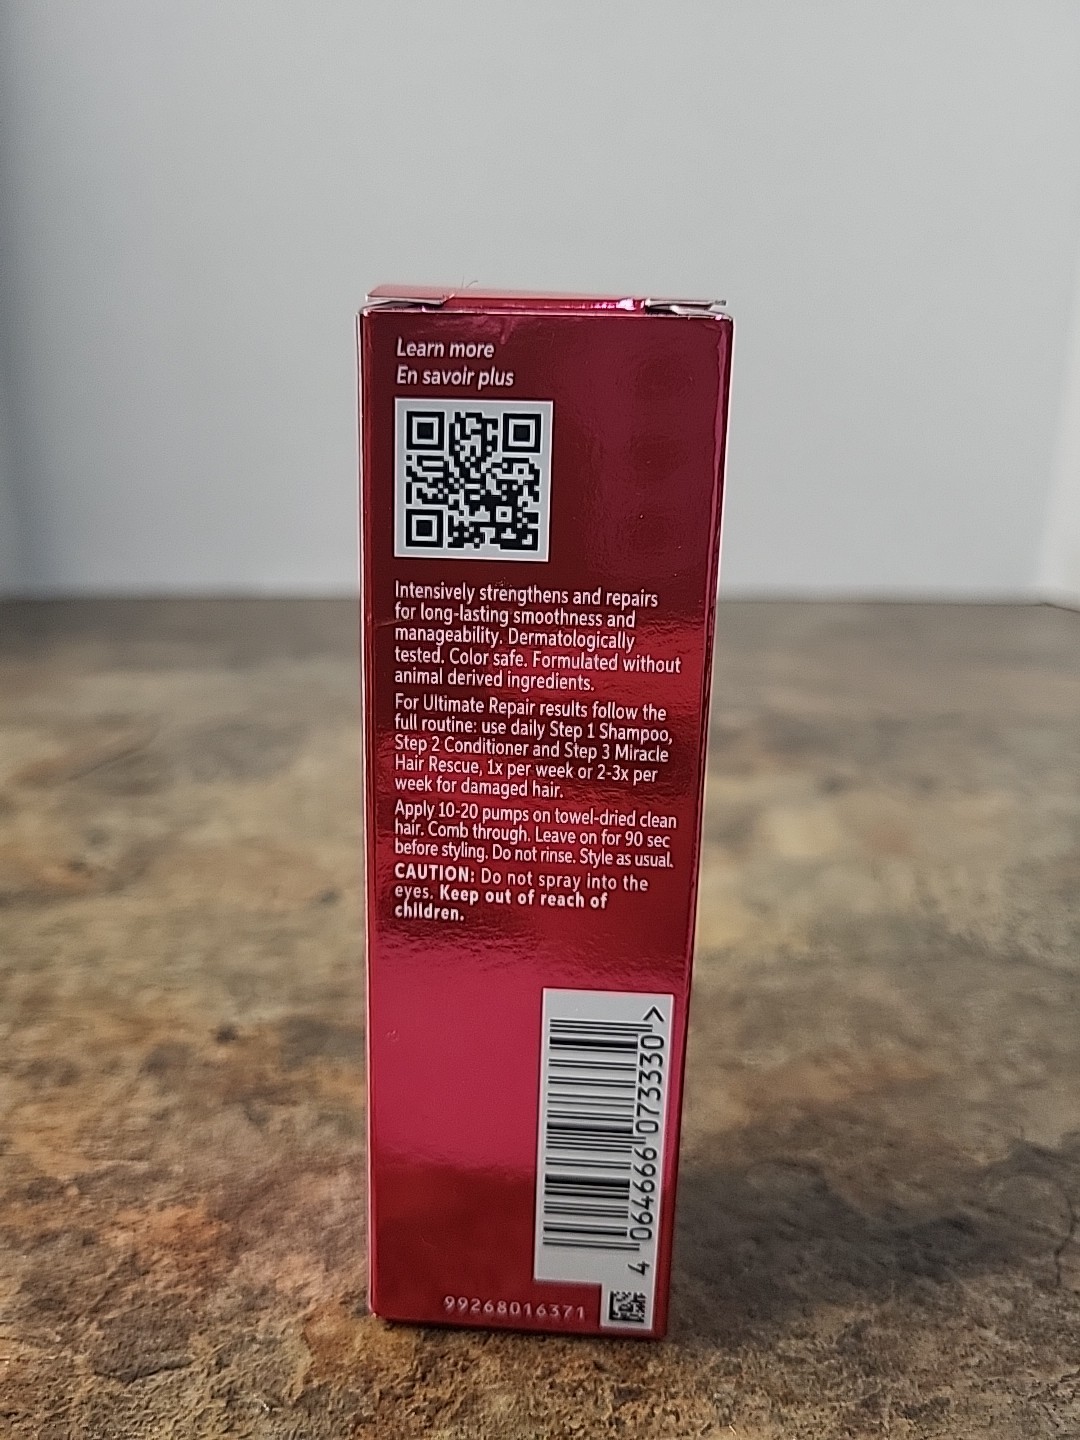 Learn more
En savoir plus
Intensively strengthens and repairs
for long-lasting smoothness and
manageability. Dermatologically
tested. Color safe. Formulated without
animal derived ingredients.
For Ultimate Repair results follow the
full routine: use daily Step 1 Shampoo,
Step 2 Conditioner and Step 3 Miracle
Hair Rescue, 1x per week or 2-3x per
week for damaged hair.
Apply 10-20 pumps on towel-dried clean
hair. Comb through. Leave on for 90 sec
before styling. Do not rinse. Style as usual.
CAUTION: Do not spray into the
eyes. Keep out of reach of
children.
4 064666 073330 >
99268016371